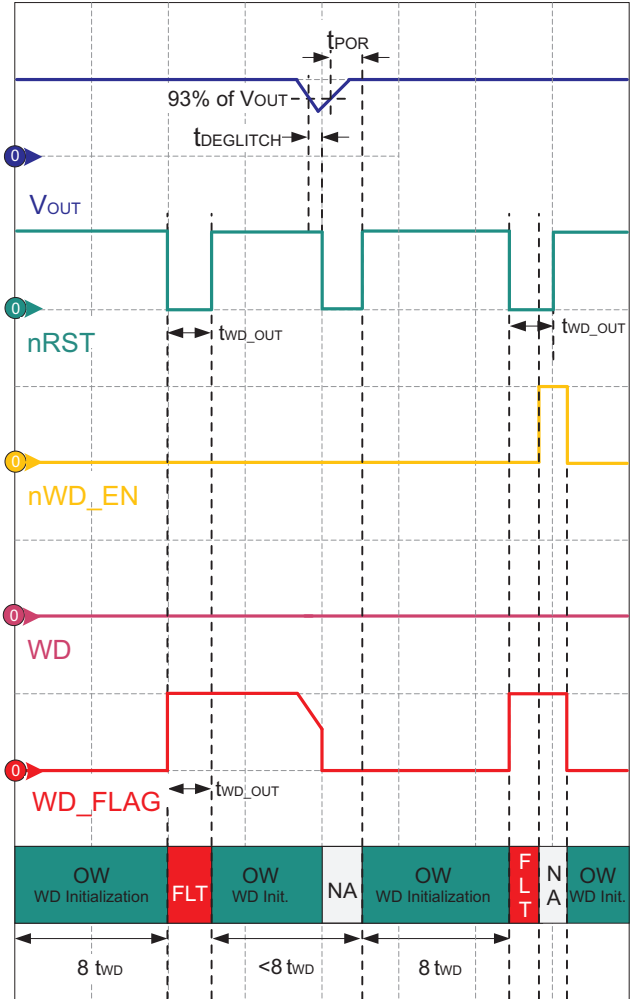 tPOR
93% of VOUT
tDEGLITCH
0
VOUT
0
nRST
tWD_OUT
tWD_OUT
0
nWD_EN
0
WD
0
WD_FLAG
tWD_OUT
OW
WD Initialization
FLT
OW
WD Init.
NA
OW
WD Initialization
F
L
T
N
A
OW
WD Init.
8 tWD
<8 tWD
8 tWD